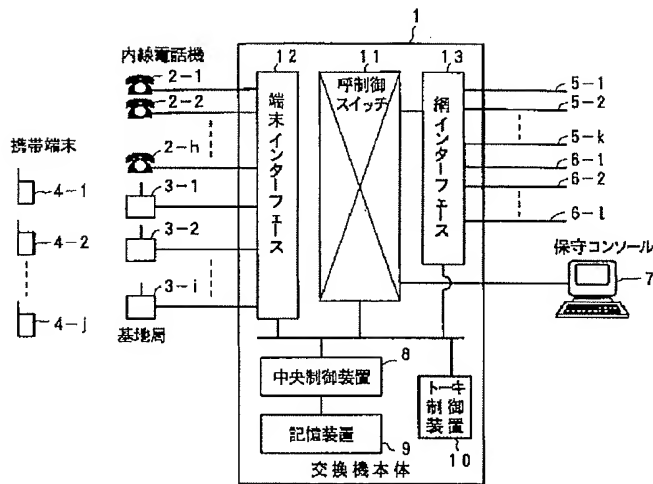 1
内線電話機
12
11
13
2-1
2-2
2-h
呼制御
スイッチ
端末インターフェース
網インターフェース
5-1
5-2
5-k
6-1
6-2
6-l
携帯端末
4-1
4-2
4-j
3-1
3-2
3-i
基地局
保守コンソール
7
中央制御装置
8
記憶装置
9
トーキ
制御
装置
10
交換機本体